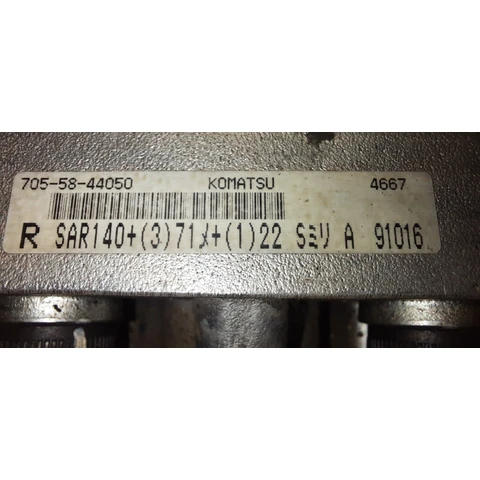 705-58-44050 KOMATSU 4667
R SAR140+(3)71メ+(1)22 Sミリ A 91016